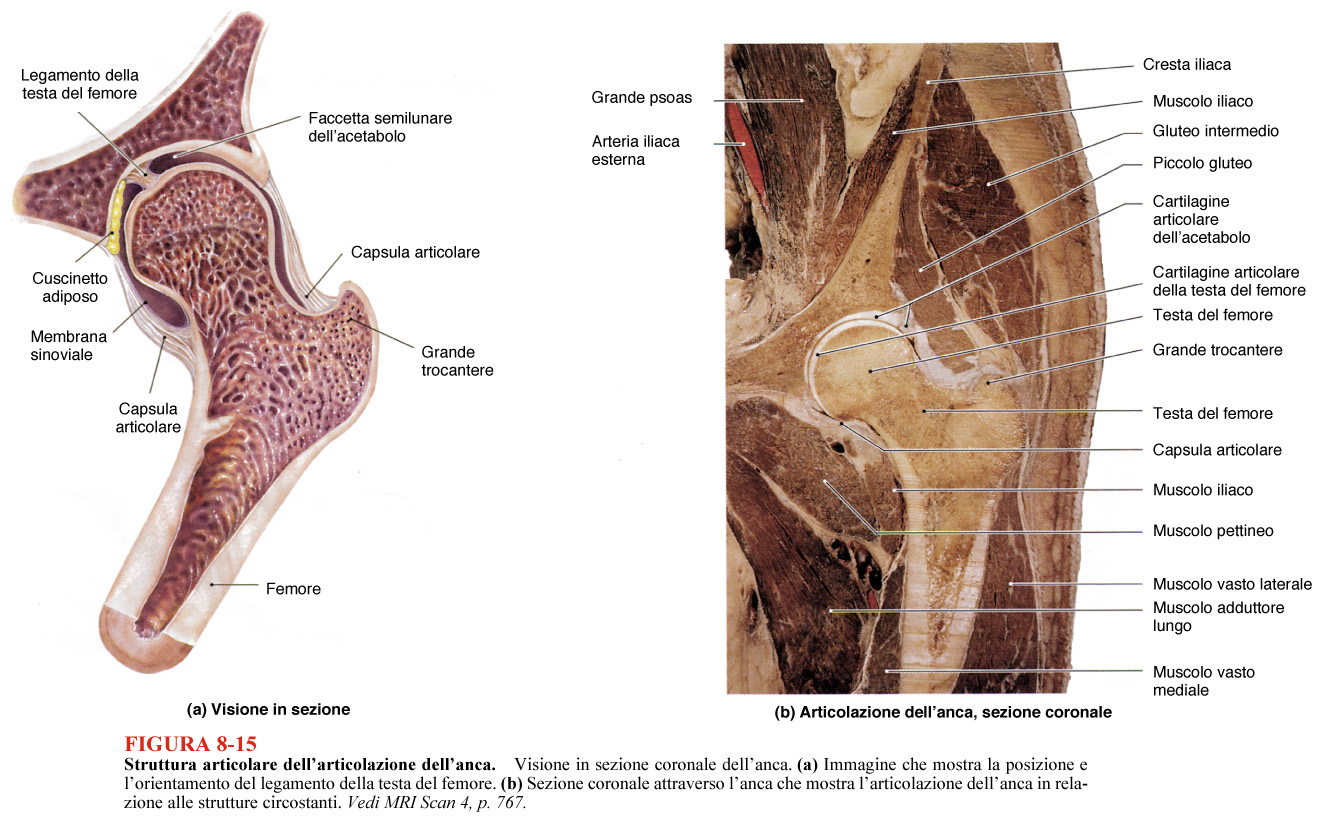 Legamento della
testa del femore
Faccetta semilunare
dell'acetabolo
Cuscinetto
adiposo
Membrana
sinoviale
Capsula
articolare
Capsula articolare
Grande
trocantere
Femore
(a) Visione in sezione
Grande psoas
Arteria iliaca
esterna
Cresta iliaca
Muscolo iliaco
Gluteo intermedio
Piccolo gluteo
Cartilagine
articolare
dell'acetabolo
Cartilagine articolare
della testa del femore
Testa del femore
Grande trocantere
Testa del femore
Capsula articolare
Muscolo iliaco
Muscolo pettineo
Muscolo vasto laterale
Muscolo adduttore
lungo
Muscolo vasto
mediale
(b) Articolazione dell'anca, sezione coronale
FIGURA 8-15
Struttura articolare dell'articolazione dell'anca. Visione in sezione coronale dell'anca. (a) Immagine che mostra la posizione e
l'orientamento del legamento della testa del femore. (b) Sezione coronale attraverso l'anca che mostra l'articolazione dell'anca in rela-
zione alle strutture circostanti. Vedi MRI Scan 4, p. 767.